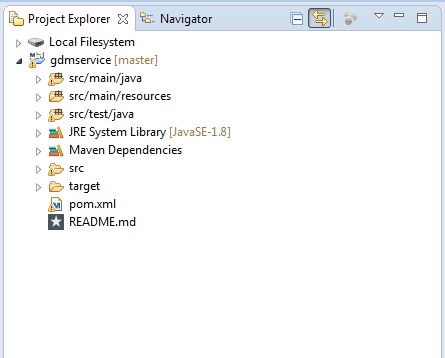 Project Explorer Navigator
Local Filesystem
gdmservice [master]
src/main/java
src/main/resources
src/test/java
JRE System Library [JavaSE-1.8]
Maven Dependencies
src
target
pom.xml
README.md